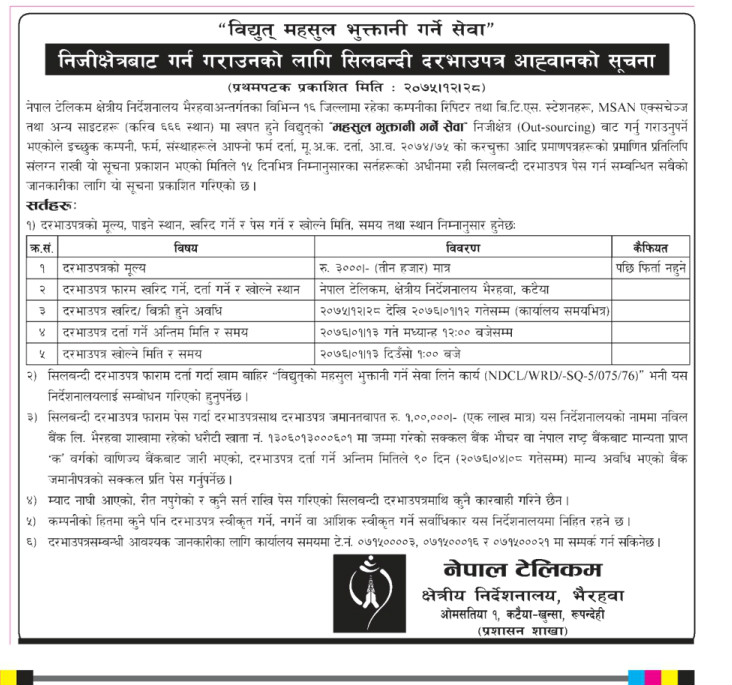 “विद्युत् महसुल भुक्तानी गर्ने सेवा”
निजीक्षेत्रबाट गर्न गराउनको लागि सिलबन्दी दरभाउपत्र आह्वानको सूचना
(प्रथमपटक प्रकाशित मिति : २०७५।१२।२८)
नेपाल टेलिकम क्षेत्रीय निर्देशनालय भैरहवाअन्तर्गतका विभिन्न १६ जिल्लामा रहेका कम्पनीका रिपिटर तथा बि.टि.एस. स्टेशनहरू, MSAN एक्सचेञ्ज
तथा अन्य साइटहरू (करिब ६६६ स्थान) मा खपत हुने विद्युत्को “महसुल भुक्तानी गर्ने सेवा” निजीक्षेत्र (Out-sourcing) बाट गर्नु गराउनुपर्ने
भएकोले इच्छुक कम्पनी, फर्म, संस्थाहरूले आफ्नो फर्म दर्ता, मू.अ.क. दर्ता, आ.व. २०७४/७५ को करचुक्ता आदि प्रमाणपत्रहरूको प्रमाणित प्रतिलिपि
संलग्न राखी यो सूचना प्रकाशन भएको मितिले १५ दिनभित्र निम्नानुसारका सर्तहरूको अधीनमा रही सिलबन्दी दरभाउपत्र पेस गर्न सम्बन्धित सबैको
जानकारीका लागि यो सूचना प्रकाशित गरिएको छ ।
सर्तहरू:
१) दरभाउपत्रको मूल्य, पाइने स्थान, खरिद गर्ने र पेस गर्ने र खोल्ने मिति, समय तथा स्थान निम्नानुसार हुनेछः
क्र.सं. विषय विवरण कैफियत
१ दरभाउपत्रको मूल्य रु. ३०००।- (तीन हजार) मात्र पछि फिर्ता नहुने
२ दरभाउपत्र फारम खरिद गर्ने, दर्ता गर्ने र खोल्ने स्थान नेपाल टेलिकम, क्षेत्रीय निर्देशनालय भैरहवा, कटैया
३ दरभाउपत्र खरिद/ बिक्री हुने अवधि २०७५।१२।२८ देखि २०७६।०१।१२ गतेसम्म (कार्यालय समयभित्र)
४ दरभाउपत्र दर्ता गर्ने अन्तिम मिति र समय २०७६।०१।१३ गते मध्यान्ह १२:०० बजेसम्म
५ दरभाउपत्र खोल्ने मिति र समय २०७६।०१।१३ दिउँसो १:०० बजे
२) सिलबन्दी दरभाउपत्र फाराम दर्ता गर्दा खाम वाहिर “विद्युत्को महसुल भुक्तानी गर्ने सेवा लिने कार्य (NDCL/WRD/-SQ-5/075/76)” भनी यस
निर्देशनालयलाई सम्बोधन गरिएको हुनुपर्नेछ ।
३) सिलबन्दी दरभाउपत्र फाराम पेस गर्दा दरभाउपत्रसाथ दरभाउपत्र जमानतबापत रु. १,००,०००।- (एक लाख मात्र) यस निर्देशनालयको नाममा नबिल
बैंक लि. भैरहवा शाखामा रहेको धरौटी खाता नं. १३०६०१३०००६०१ मा जम्मा गरेको सक्कल बैंक भौचर वा नेपाल राष्ट्र बैंकबाट मान्यता प्राप्त
‘क’ वर्गको वाणिज्य बैंकबाट जारी भएको, दरभाउपत्र दर्ता गर्ने अन्तिम मितिले ९० दिन (२०७६।०४।०८ गतेसम्म) मान्य अवधि भएको बैंक
जमानीपत्रको सक्कल प्रति पेस गर्नुपर्नेछ ।
४) म्याद नाघी आएको, रीत नपुगेको र कुनै सर्त राखि पेस गरिएको सिलबन्दी दरभाउपत्रमाथि कुनै कारबाही गरिने छैन ।
५) कम्पनीको हितमा कुनै पनि दरभाउपत्र स्वीकृत गर्ने, नगर्ने वा आशिक स्वीकृत गर्ने सर्वाधिकार यस निर्देशनालयमा निहित रहने छ ।
६) दरभाउपत्रसम्बन्धी आवश्यक जानकारीका लागि कार्यालय समयमा टे.नं. ०७१५००००३, ०७१५०००१६ र ०७१५०००२१ मा सम्पर्क गर्न सकिनेछ ।
नेपाल टेलिकम
क्षेत्रीय निर्देशनालय, भैरहवा
ओमसतिया १, कटैया-खुन्सा, रूपन्देही
(प्रशासन शाखा)